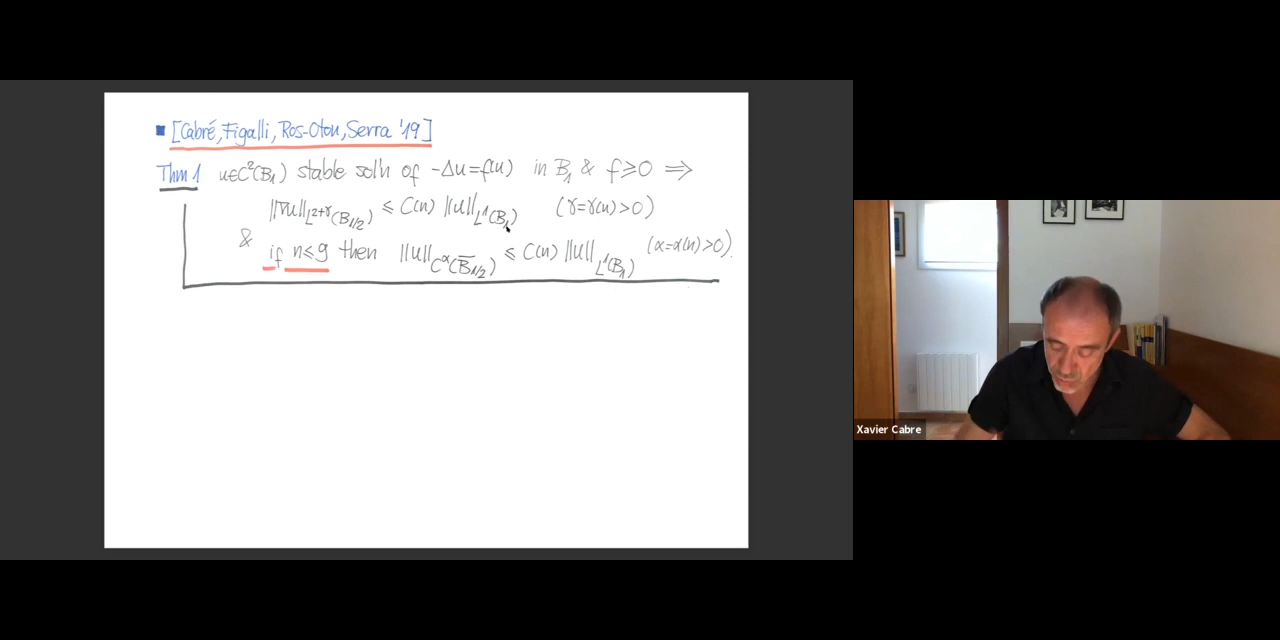 ▪ [Cabré, Figalli, Ros-Oton, Serra '19]
Thm 1 u∈C²(B₁) stable sol'n of -Δu=f(u) in B₁ & f≥0 ⇒
‖∇u‖_{L^{2+γ}(B_{1/2})} ≤ C(n) ‖u‖_{L¹(B₁)} (γ=γ(n)>0)
& if n≤9 then ‖u‖_{C^α(B̅_{1/2})} ≤ C(n) ‖u‖_{L¹(B₁)} (α=α(n)>0).
Xavier Cabre